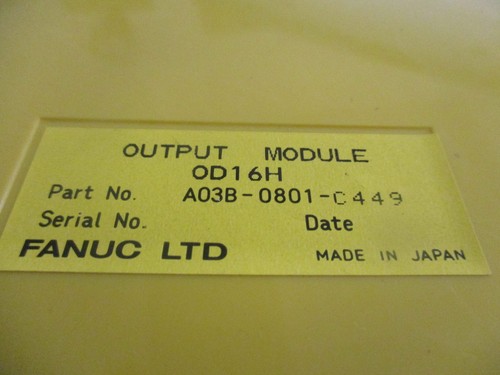 OUTPUT MODULE
OD16H
Part No. A03B-0801-C449
Serial No. Date
FANUC LTD MADE IN JAPAN